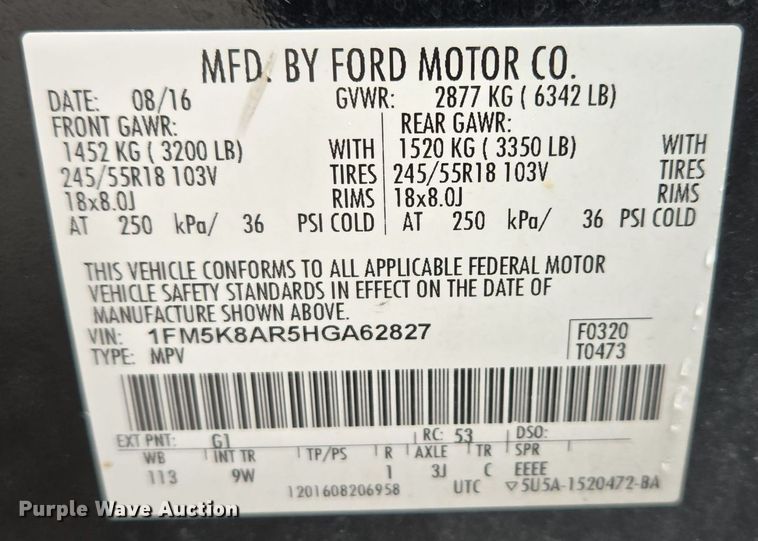 MFD. BY FORD MOTOR CO.
DATE: 08/16 GVWR: 2877 KG ( 6342 LB)
FRONT GAWR: REAR GAWR:
1452 KG ( 3200 LB) WITH 1520 KG ( 3350 LB) WITH
245/55R18 103V TIRES 245/55R18 103V TIRES
18x8.0J RIMS 18x8.0J RIMS
AT 250 kPa/ 36 PSI COLD AT 250 kPa/ 36 PSI COLD
THIS VEHICLE CONFORMS TO ALL APPLICABLE FEDERAL MOTOR
VEHICLE SAFETY STANDARDS IN EFFECT ON THE DATE OF
MANUFACTURE SHOWN ABOVE.
VIN: 1FM5K8AR5HGA62827 F0320
TYPE: MPV T0473
EXT PNT: G1 RC: 53 DSO:
WB INT TR TP/PS R AXLE TR SPR
113 9W 1 3J C EEEE
1201608206958 UTC ▽5U5A-1520472-BA
Purple Wave Auction